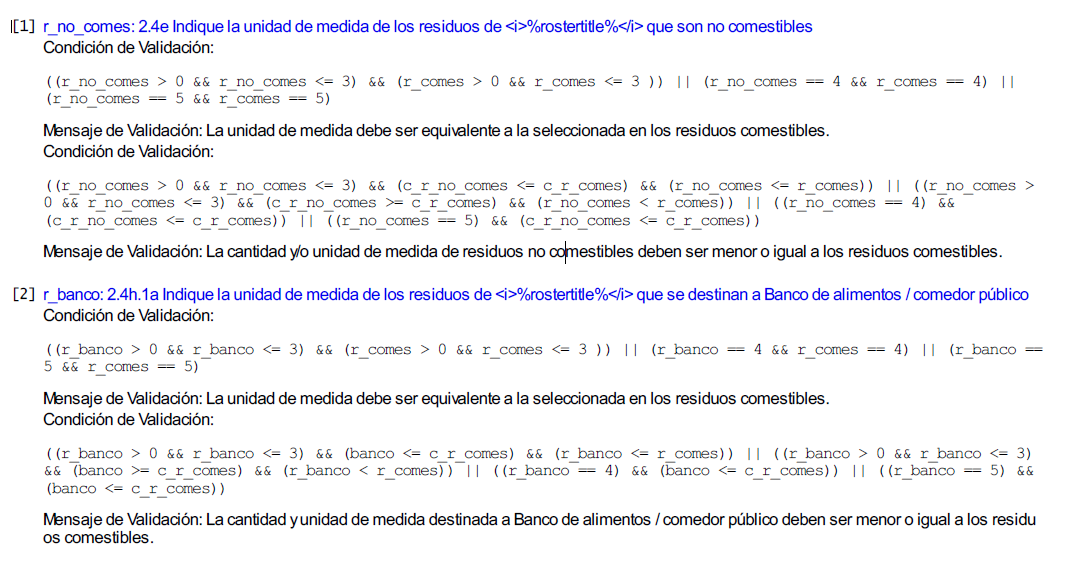 [1] r_no_comes: 2.4e Indique la unidad de medida de los residuos de <i>%rostertitle%</i> que son no comestibles
Condición de Validación:
((r_no_comes > 0 && r_no_comes <= 3) && (r_comes > 0 && r_comes <= 3 )) || (r_no_comes == 4 && r_comes == 4) ||
(r_no_comes == 5 && r_comes == 5)
Mensaje de Validación: La unidad de medida debe ser equivalente a la seleccionada en los residuos comestibles.
Condición de Validación:
((r_no_comes > 0 && r_no_comes <= 3) && (c_r_no_comes <= c_r_comes) && (r_no_comes <= r_comes)) || ((r_no_comes >
0 && r_no_comes <= 3) && (c_r_no_comes >= c_r_comes) && (r_no_comes < r_comes)) || ((r_no_comes == 4) &&
(c_r_no_comes <= c_r_comes)) || ((r_no_comes == 5) && (c_r_no_comes <= c_r_comes))
Mensaje de Validación: La cantidad y/o unidad de medida de residuos no comestibles deben ser menor o igual a los residuos comestibles.
[2] r_banco: 2.4h.1a Indique la unidad de medida de los residuos de <i>%rostertitle%</i> que se destinan a Banco de alimentos / comedor público
Condición de Validación:
((r_banco > 0 && r_banco <= 3) && (r_comes > 0 && r_comes <= 3 )) || (r_banco == 4 && r_comes == 4) || (r_banco ==
5 && r_comes == 5)
Mensaje de Validación: La unidad de medida debe ser equivalente a la seleccionada en los residuos comestibles.
Condición de Validación:
((r_banco > 0 && r_banco <= 3) && (banco <= c_r_comes) && (r_banco <= r_comes)) || ((r_banco > 0 && r_banco <= 3)
&& (banco >= c_r_comes) && (r_banco < r_comes)) || ((r_banco == 4) && (banco <= c_r_comes)) || ((r_banco == 5) &&
(banco <= c_r_comes))
Mensaje de Validación: La cantidad y unidad de medida destinada a Banco de alimentos / comedor público deben ser menor o igual a los residu
os comestibles.